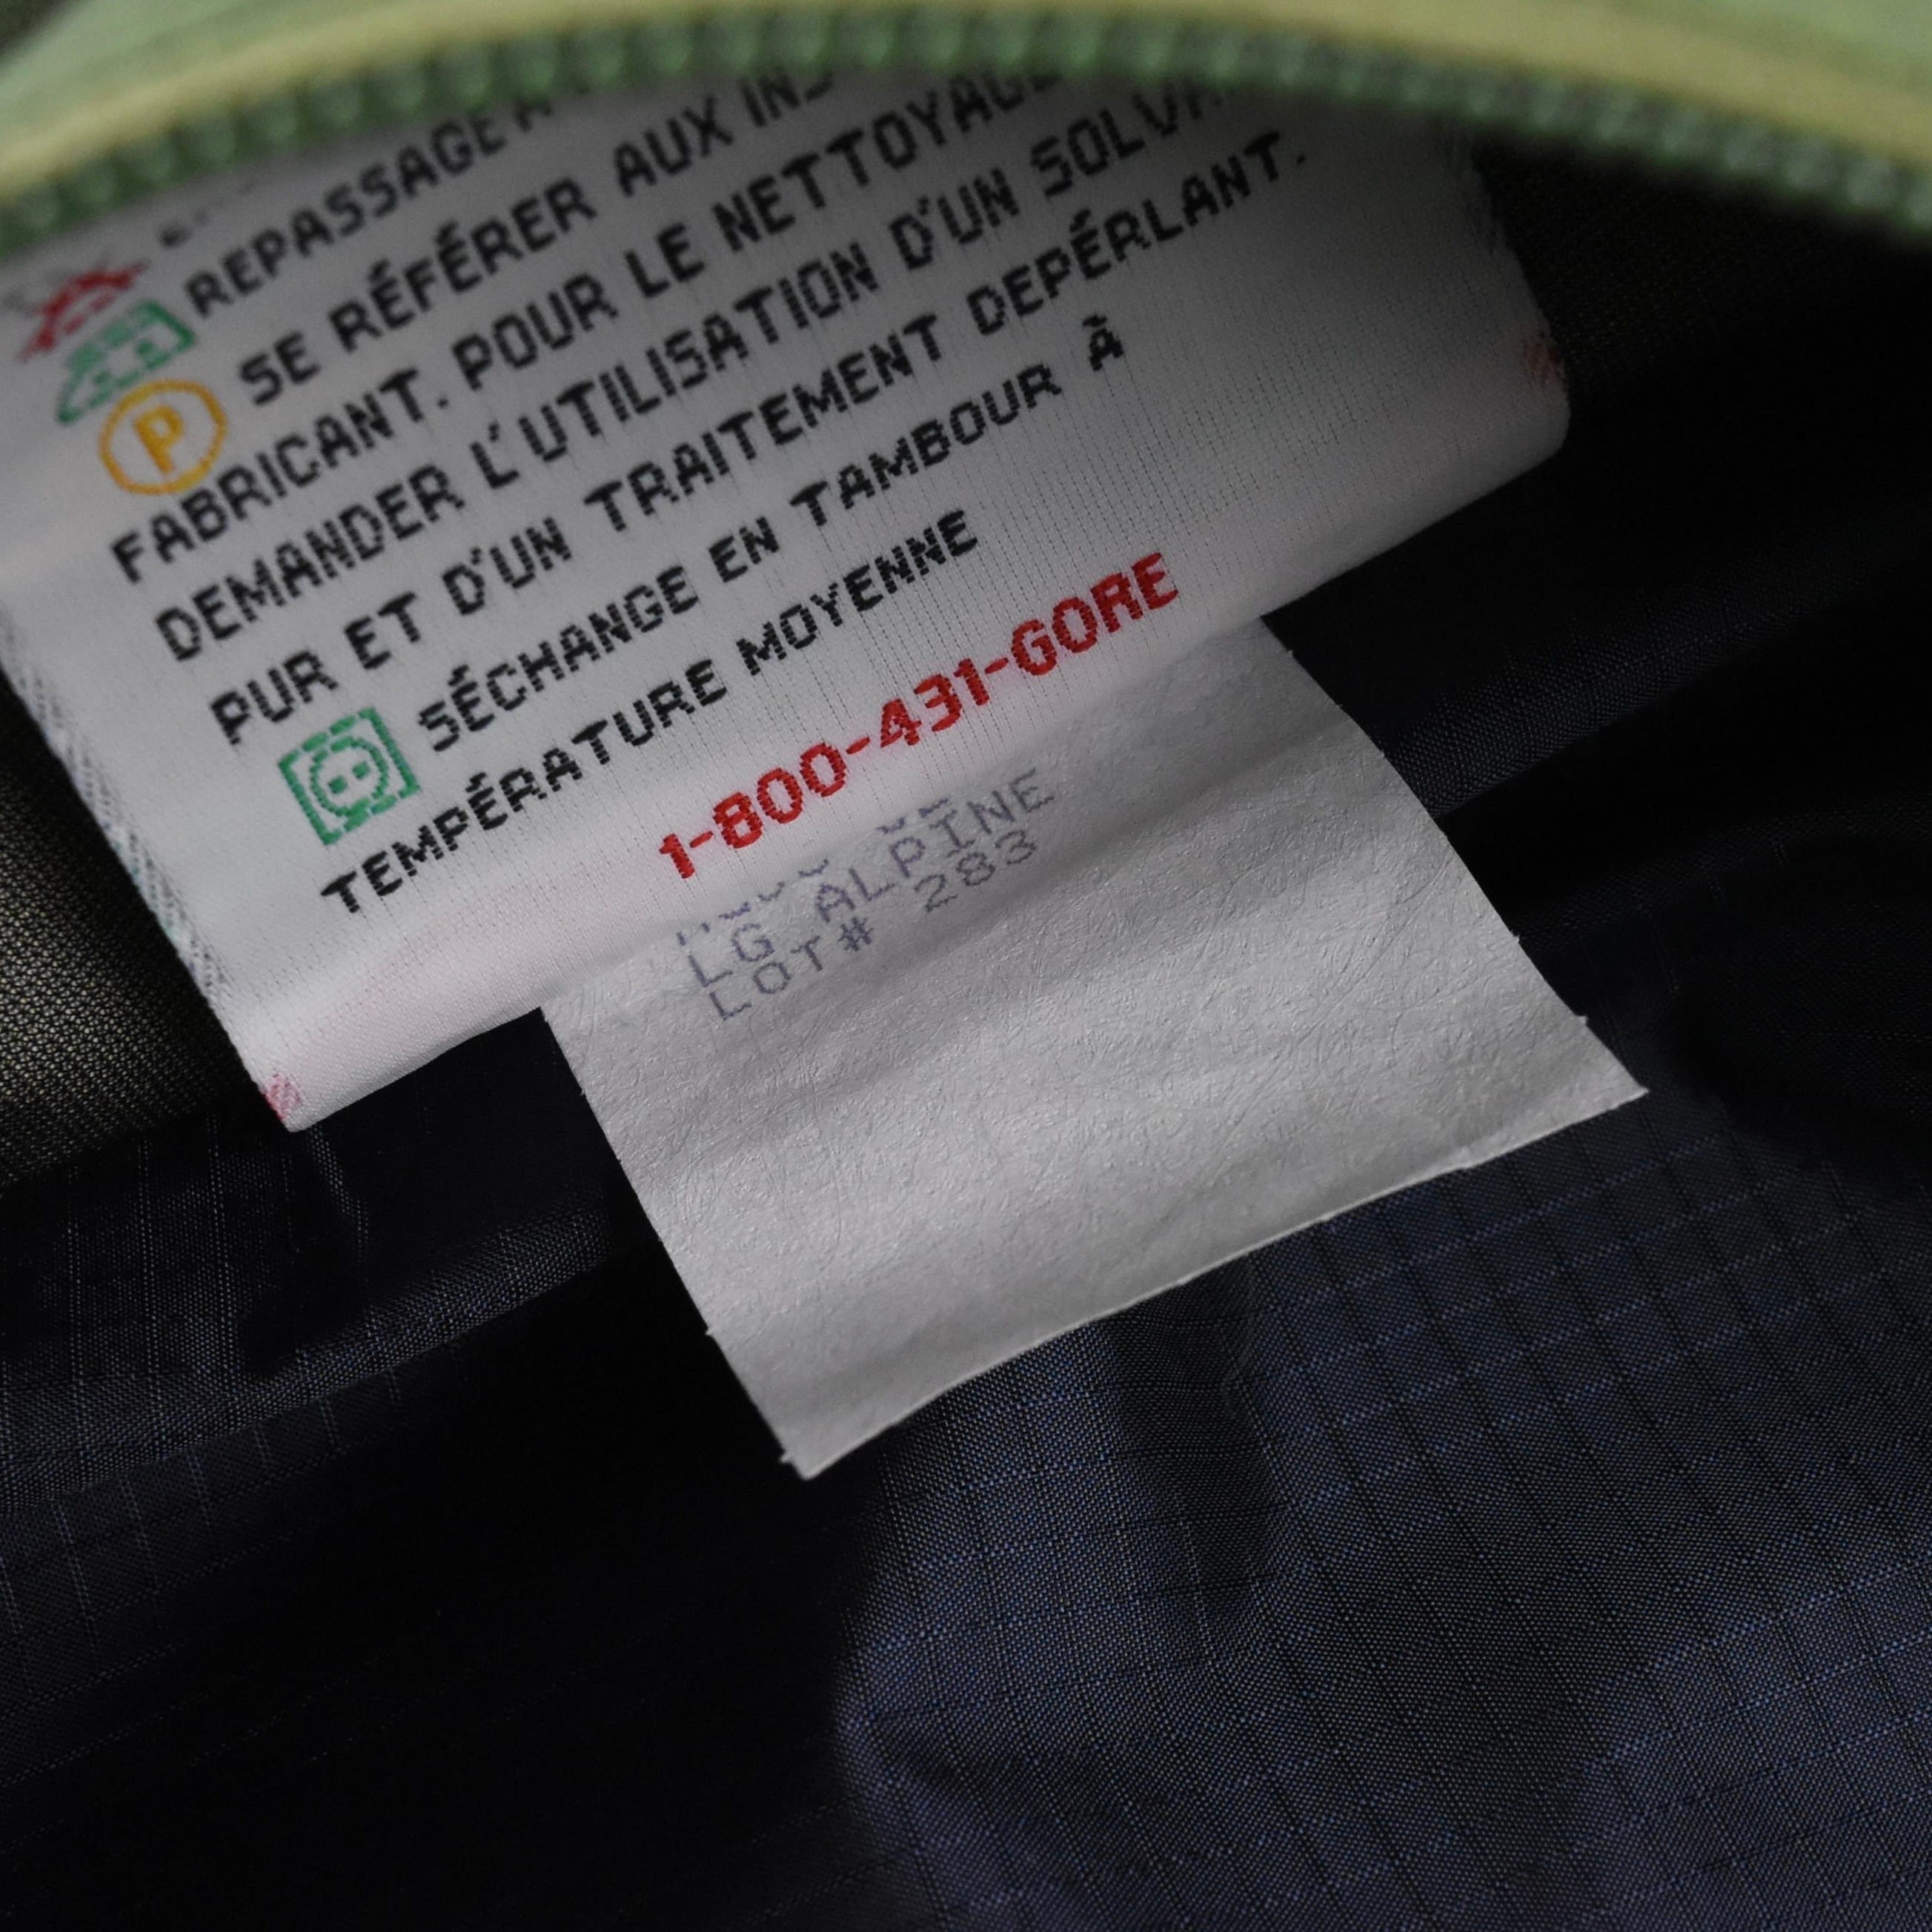 REPASSAGE
SE RÉFÉRER AUX
FABRICANT. POUR LE NETTOYAGE
DEMANDER L'UTILISATION D'UN
PUR ET D'UN TRAITEMENT DEPÉRLANT.
SÉCHANGE EN TAMBOUR À
TEMPÉRATURE MOYENNE
1-800-431-GORE
LG ALPINE
LOT# 283
P